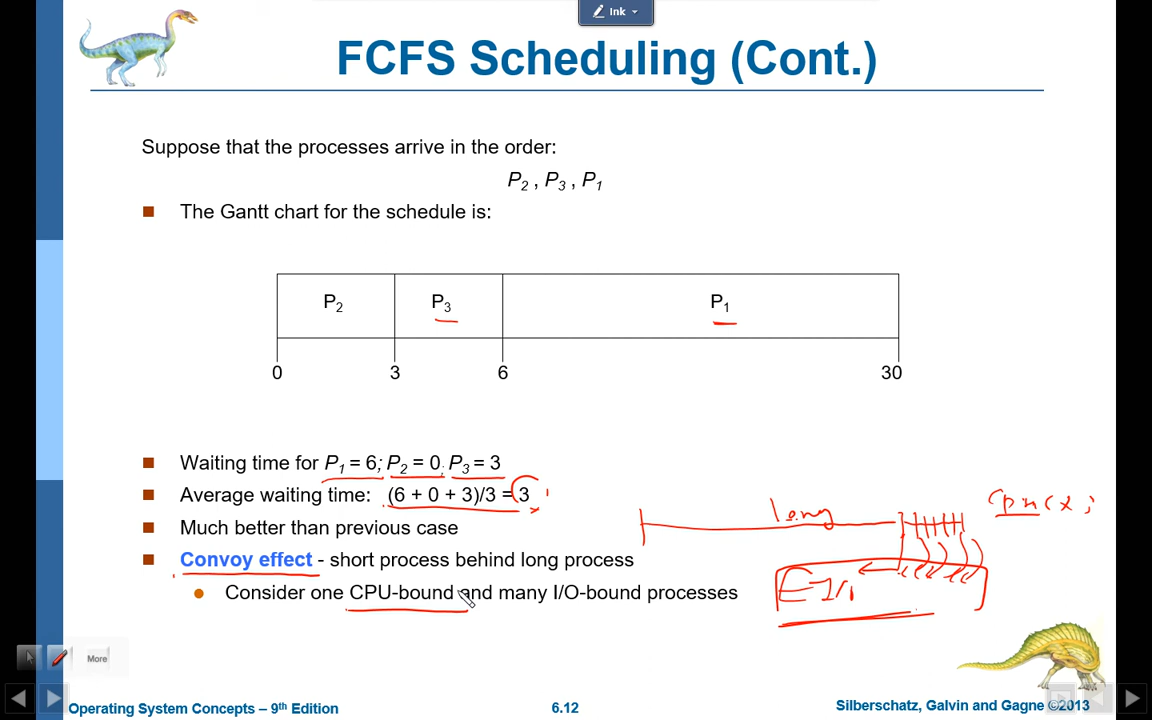 Ink
FCFS Scheduling (Cont.)
Suppose that the processes arrive in the order:
P2 , P3 , P1
The Gantt chart for the schedule is:
P2 P3 P1
0 3 6 30
Waiting time for P1 = 6; P2 = 0, P3 = 3
Average waiting time: (6 + 0 + 3)/3 = 3
Much better than previous case
long
Convoy effect - short process behind long process
Consider one CPU-bound and many I/O-bound processes
More
Operating System Concepts – 9th Edition
6.12
Silberschatz, Galvin and Gagne ©2013